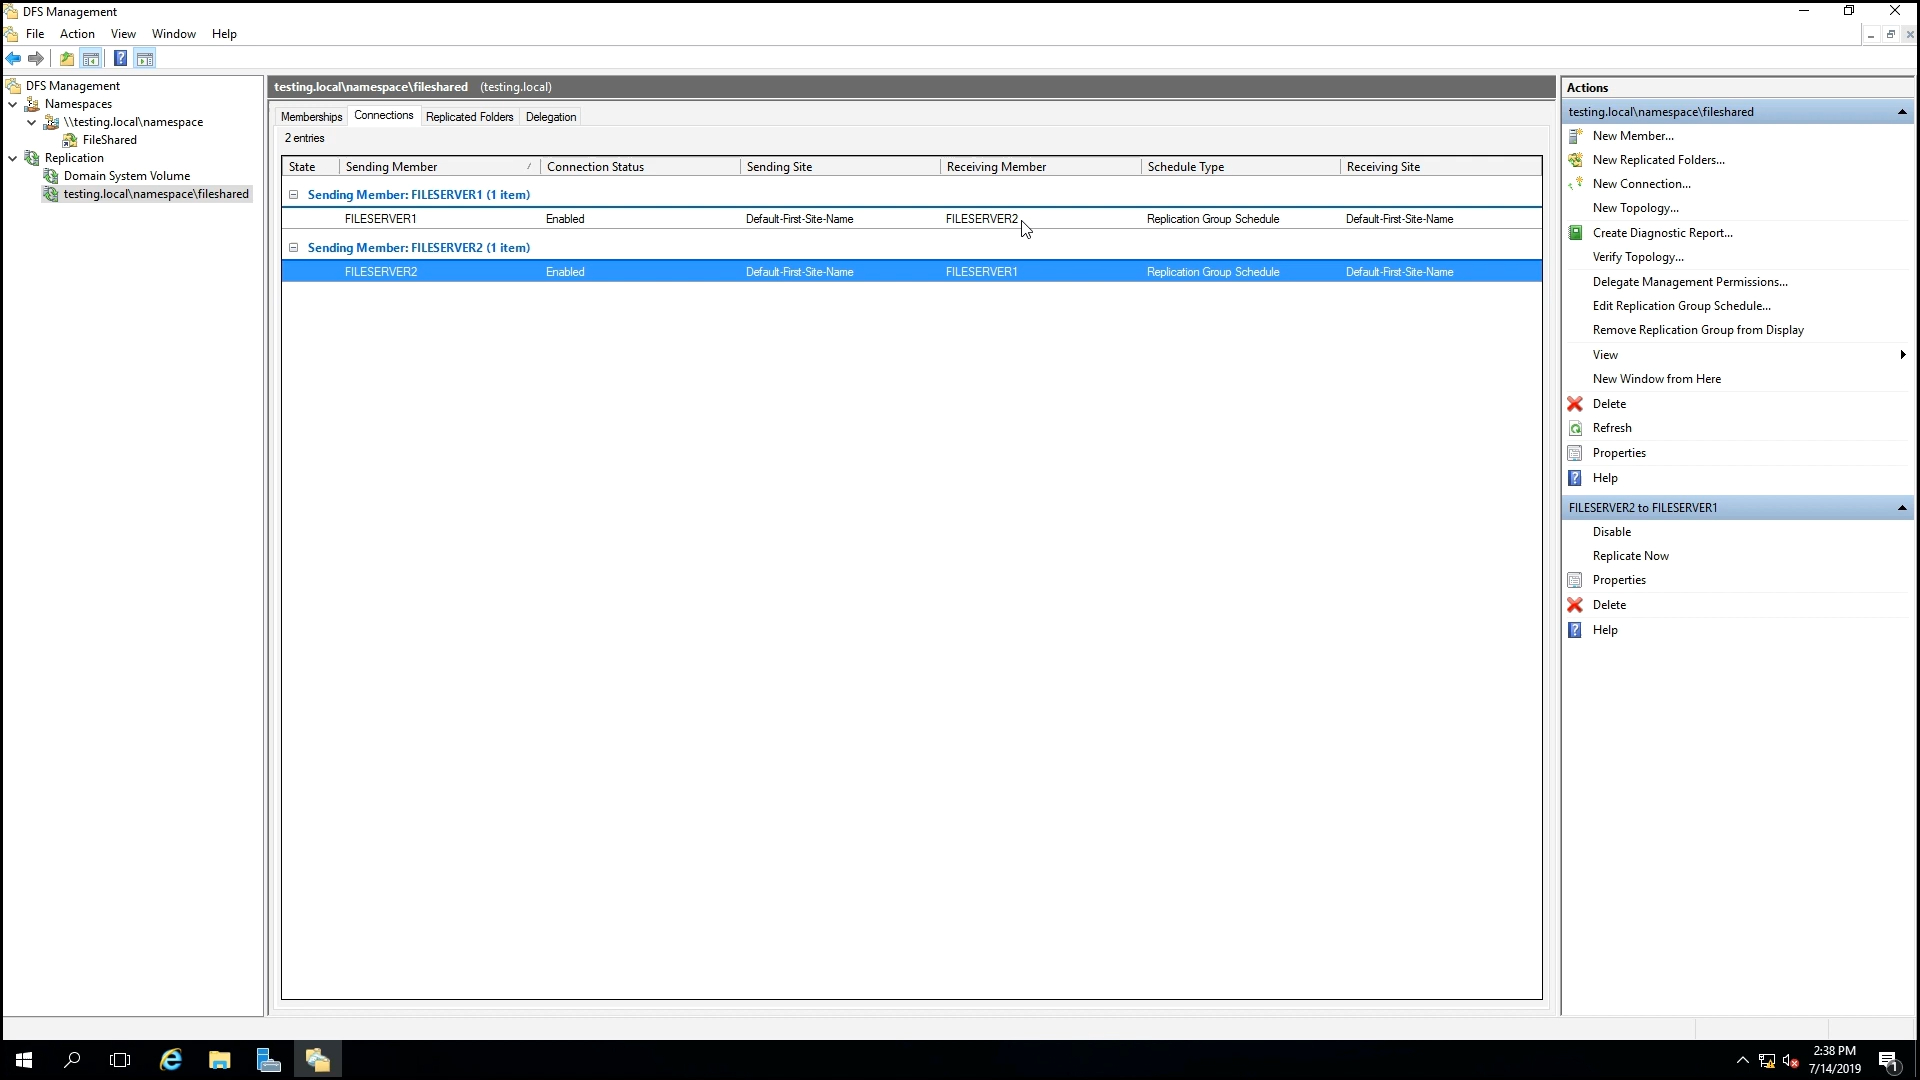 DFS Management
File Action View Window Help
DFS Management
Namespaces
\\testing.local\namespace
FileShared
Replication
Domain System Volume
testing.local\namespace\fileshared
testing.local\namespace\fileshared (testing.local)
Memberships Connections Replicated Folders Delegation
2 entries
State Sending Member Connection Status Sending Site Receiving Member Schedule Type Receiving Site
Sending Member: FILESERVER1 (1 item)
FILESERVER1 Enabled Default-First-Site-Name FILESERVER2 Replication Group Schedule Default-First-Site-Name
Sending Member: FILESERVER2 (1 item)
FILESERVER2 Enabled Default-First-Site-Name FILESERVER1 Replication Group Schedule Default-First-Site-Name
Actions
testing.local\namespace\fileshared
New Member...
New Replicated Folders...
New Connection...
New Topology...
Create Diagnostic Report...
Verify Topology...
Delegate Management Permissions...
Edit Replication Group Schedule...
Remove Replication Group from Display
View
New Window from Here
Delete
Refresh
Properties
Help
FILESERVER2 to FILESERVER1
Disable
Replicate Now
Properties
Delete
Help
2:38 PM
7/14/2019
1